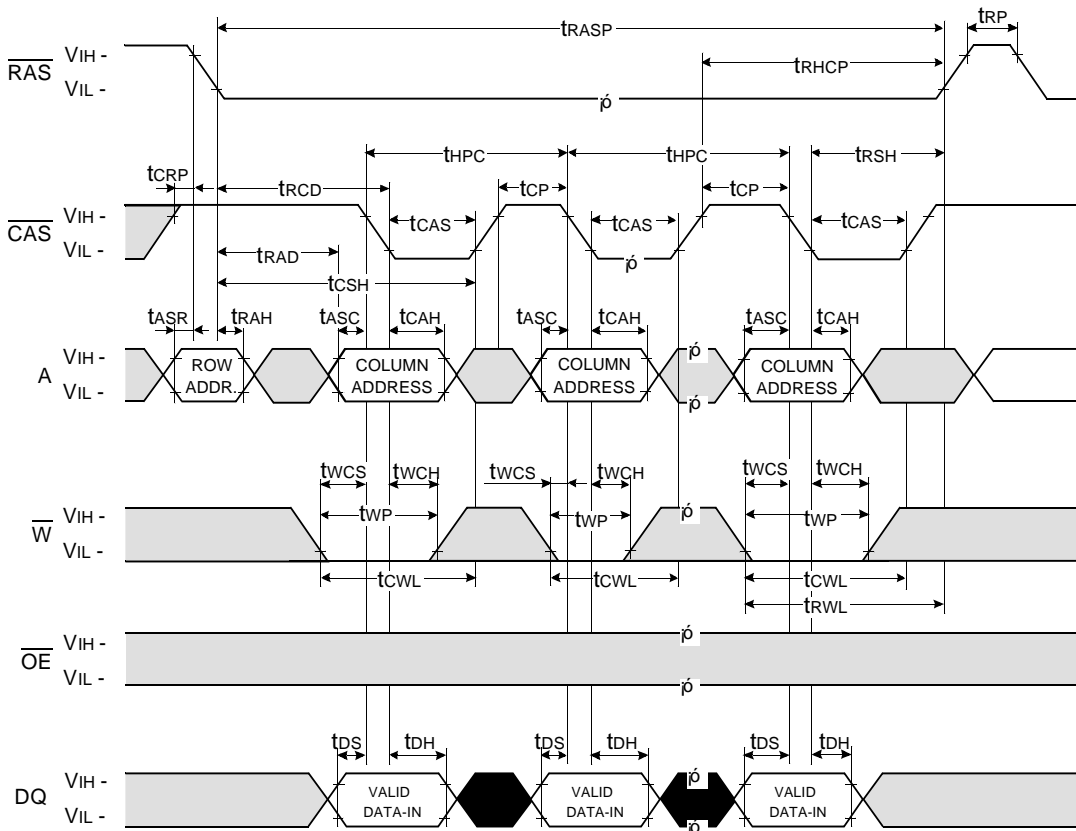 tRASP
tRP
RAS
VIH -
VIL -
tRHCP
¡ó
tHPC
tHPC
tRSH
tCRP
tRCD
tCP
tCP
CAS
VIH -
VIL -
tCAS
tCAS
tCAS
tRAD
¡ó
tCSH
tASR
tRAH
tASC
tCAH
tASC
tCAH
tASC
tCAH
A
VIH -
VIL -
ROW
ADDR.
COLUMN
ADDRESS
COLUMN
ADDRESS
¡ó
COLUMN
ADDRESS
¡ó
tWCS
tWCH
tWCS
tWCH
tWCS
tWCH
W
VIH -
VIL -
tWP
tWP
¡ó
tWP
tCWL
tCWL
tCWL
tRWL
OE
VIH -
VIL -
¡ó
¡ó
tDS
tDH
tDS
tDH
tDS
tDH
DQ
VIH -
VIL -
VALID
DATA-IN
VALID
DATA-IN
¡ó
VALID
DATA-IN
¡ó